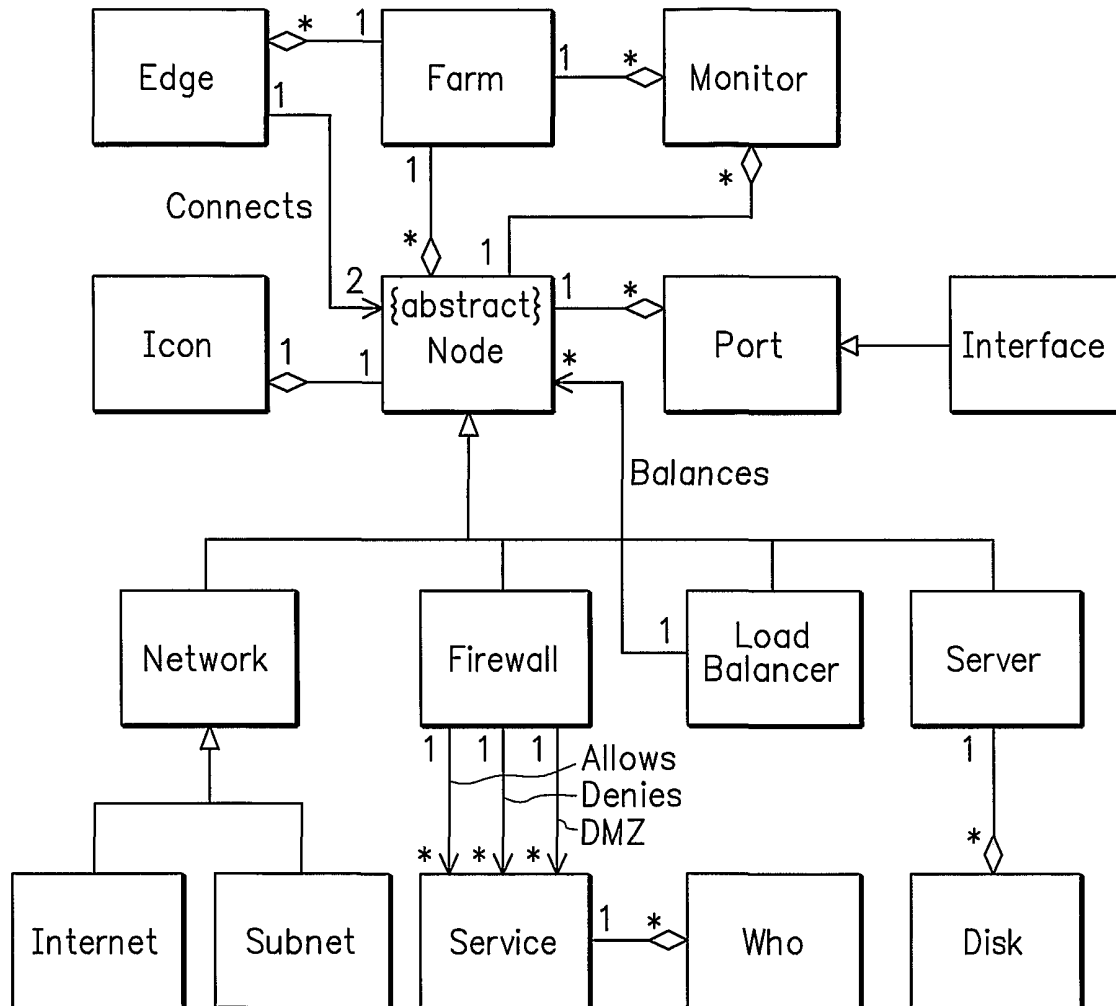 * 1
1 *
Edge
Farm
Monitor
1
1
*
Connects
*
1
2
{abstract}
1 *
Icon
1 1
Node
*
Port
Interface
Balances
Network
Firewall
1
Load
Balancer
Server
1 1 1
1
Allows
Denies
DMZ
* * *
*
Internet
Subnet
Service
1 *
Who
Disk